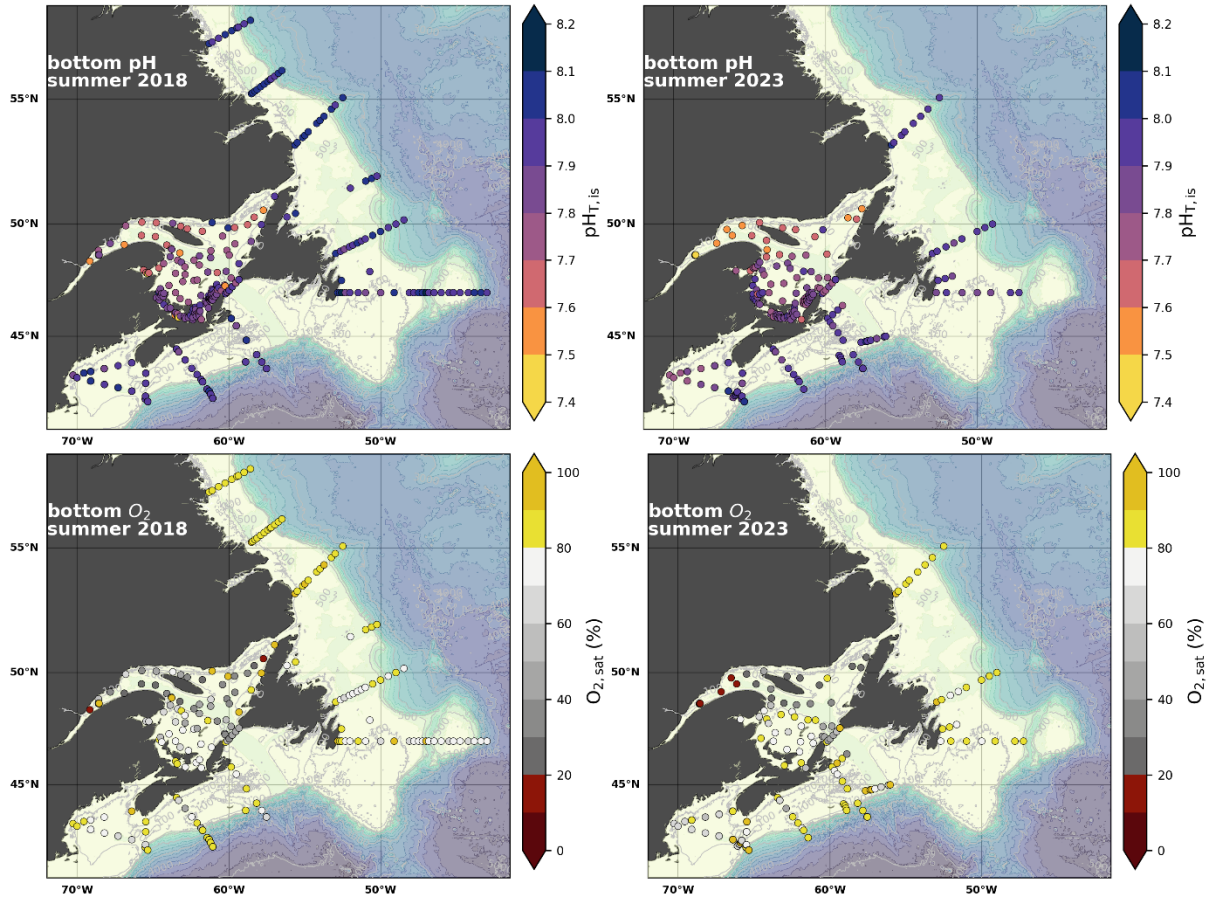 bottom pH
summer 2018
55°N
50°N
45°N
70°W
60°W
50°W
500
8.2
8.1
8.0
7.9
7.8
7.7
7.6
7.5
7.4
pHT, is
bottom pH
summer 2023
55°N
50°N
45°N
70°W
60°W
50°W
500
8.2
8.1
8.0
7.9
7.8
7.7
7.6
7.5
7.4
pHT, is
bottom O2
summer 2018
55°N
50°N
45°N
70°W
60°W
50°W
500
100
80
60
40
20
0
O2, sat (%)
bottom O2
summer 2023
55°N
50°N
45°N
70°W
60°W
50°W
500
100
80
60
40
20
0
O2, sat (%)